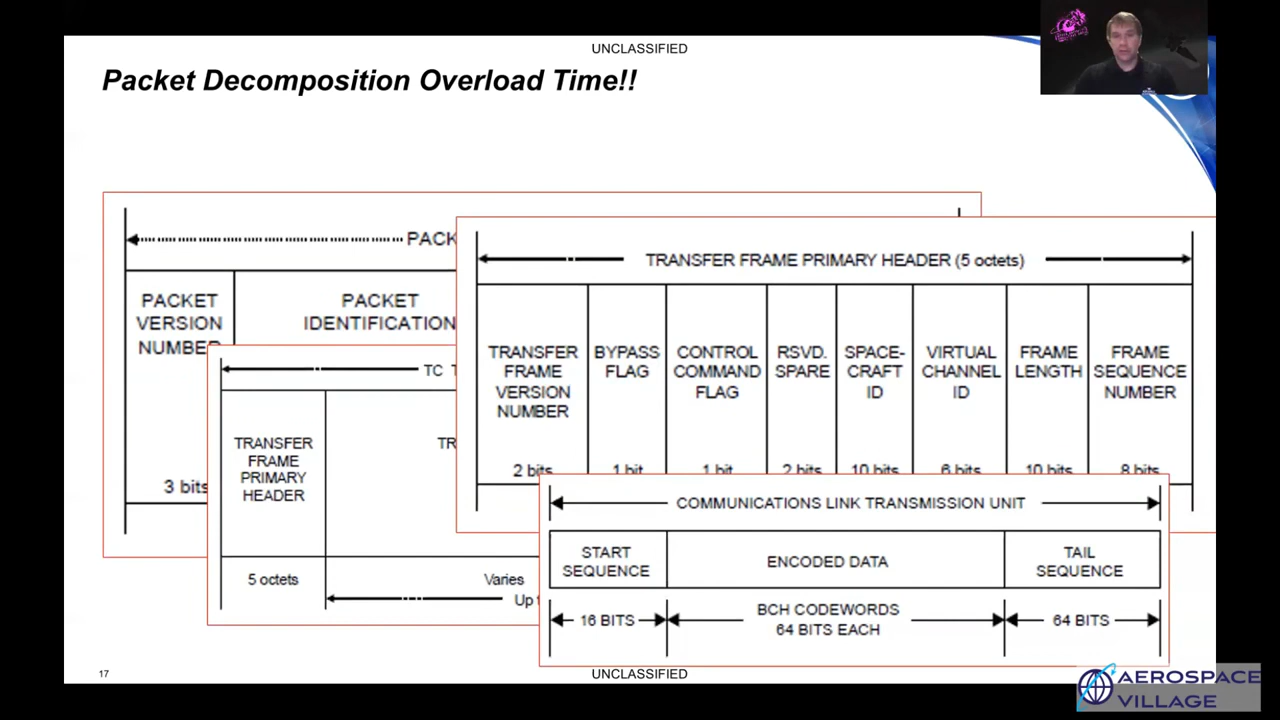 UNCLASSIFIED
Packet Decomposition Overload Time!!
PACK
PACKET
VERSION
NUMBER
PACKET
IDENTIFICATION
3 bits
TC
TRANSFER
FRAME
PRIMARY
HEADER
TR
5 octets
Varies
Up
TRANSFER FRAME PRIMARY HEADER (5 octets)
TRANSFER
FRAME
VERSION
NUMBER
BYPASS
FLAG
CONTROL
COMMAND
FLAG
RSVD.
SPARE
SPACE-
CRAFT
ID
VIRTUAL
CHANNEL
ID
FRAME
LENGTH
FRAME
SEQUENCE
NUMBER
2 bits
1 bit
1 bit
2 bits
10 bits
6 bits
10 bits
8 bits
COMMUNICATIONS LINK TRANSMISSION UNIT
START
SEQUENCE
ENCODED DATA
TAIL
SEQUENCE
16 BITS
BCH CODEWORDS
64 BITS EACH
64 BITS
17
UNCLASSIFIED
AEROSPACE
VILLAGE